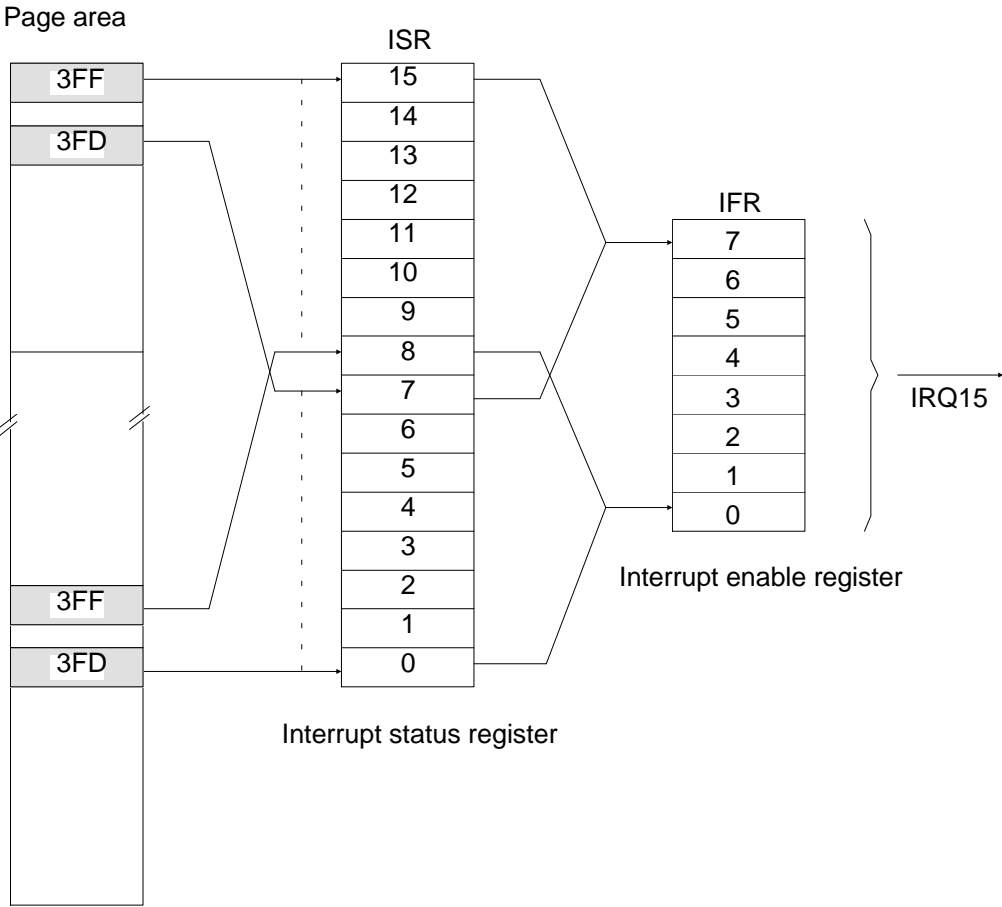 Page area
3FF
3FD
3FF
3FD
ISR
15
14
13
12
11
10
9
8
7
6
5
4
3
2
1
0
Interrupt status register
IFR
7
6
5
4
3
2
1
0
Interrupt enable register
IRQ15